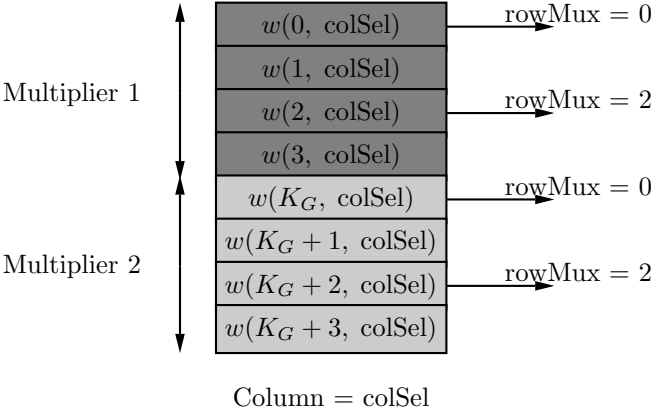 w(0, colSel) rowMux = 0
w(1, colSel)
Multiplier 1
w(2, colSel) rowMux = 2
w(3, colSel)
w(K_G, colSel) rowMux = 0
w(K_G + 1, colSel)
Multiplier 2
w(K_G + 2, colSel) rowMux = 2
w(K_G + 3, colSel)
Column = colSel